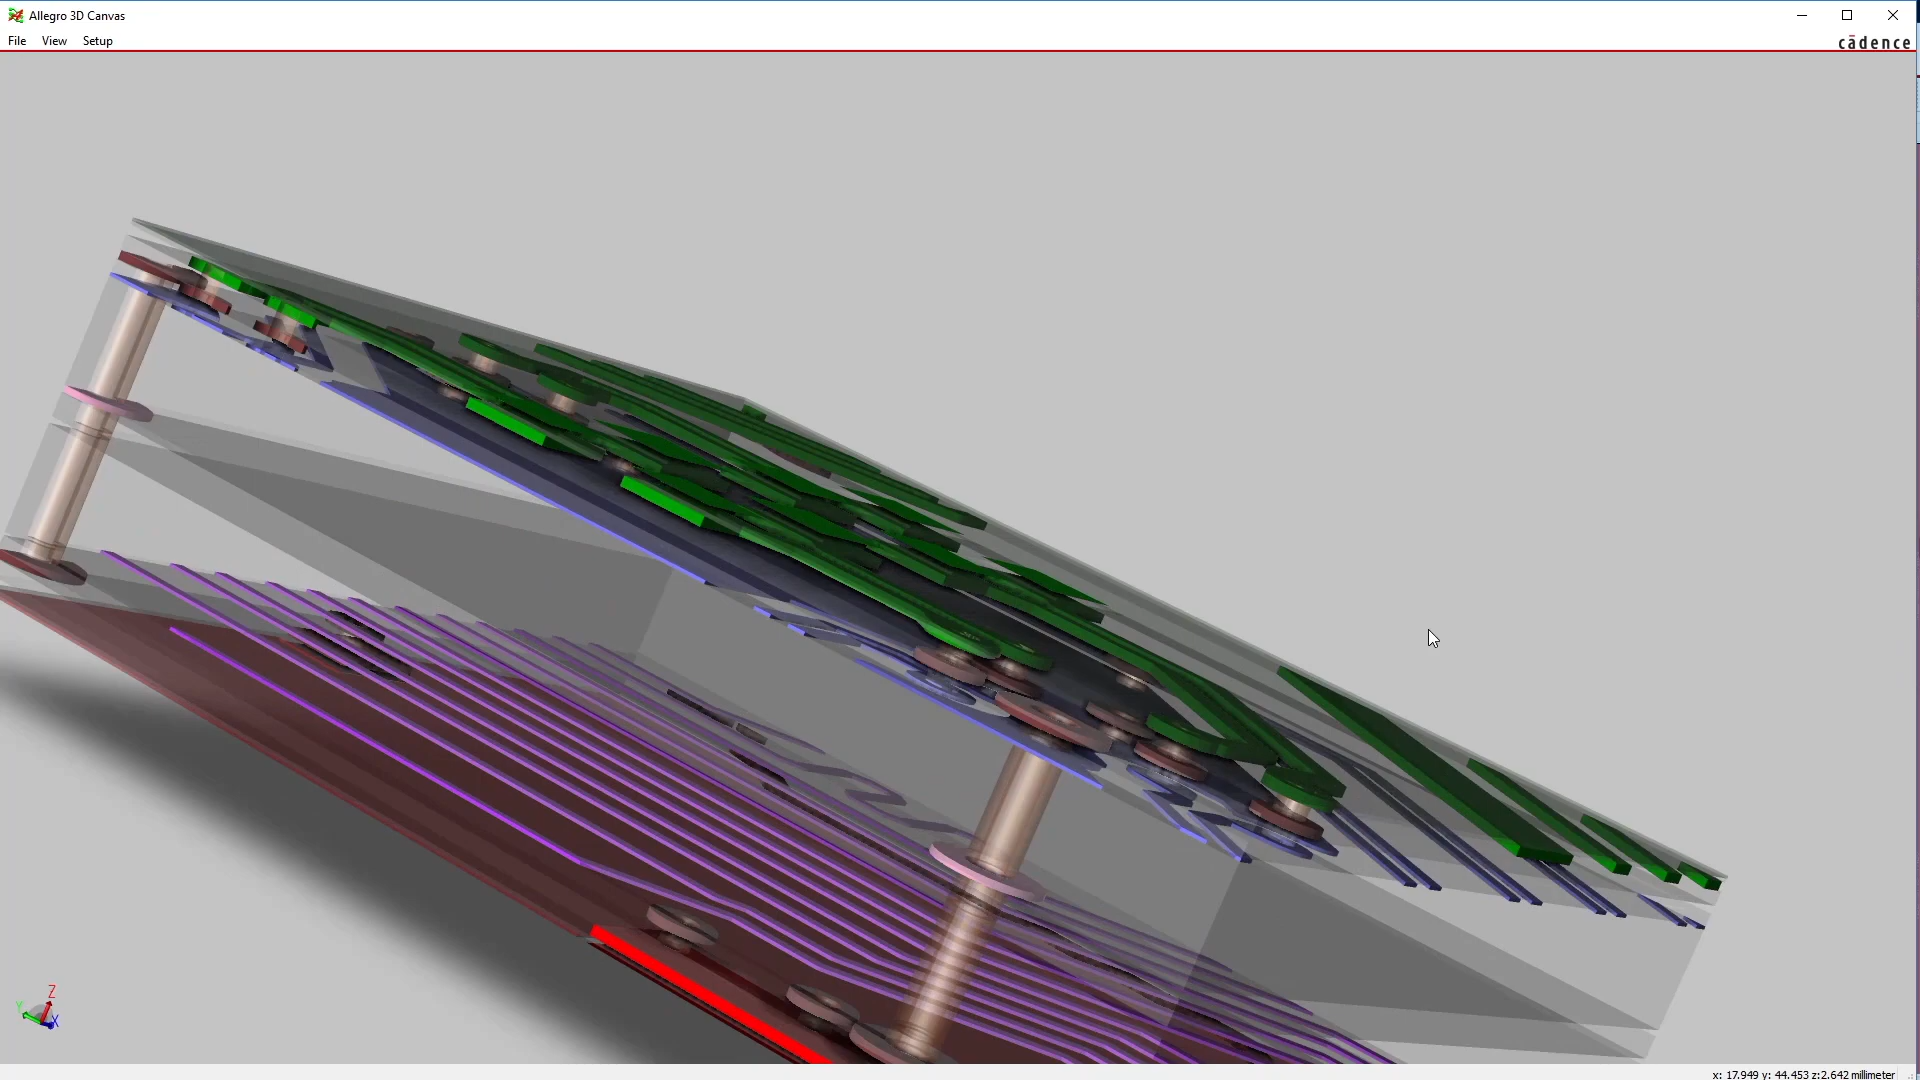 Allegro 3D Canvas
File View Setup
cādence
Z
Y
X
x: 17.949 y: 44.453 z:2.642 millimeter